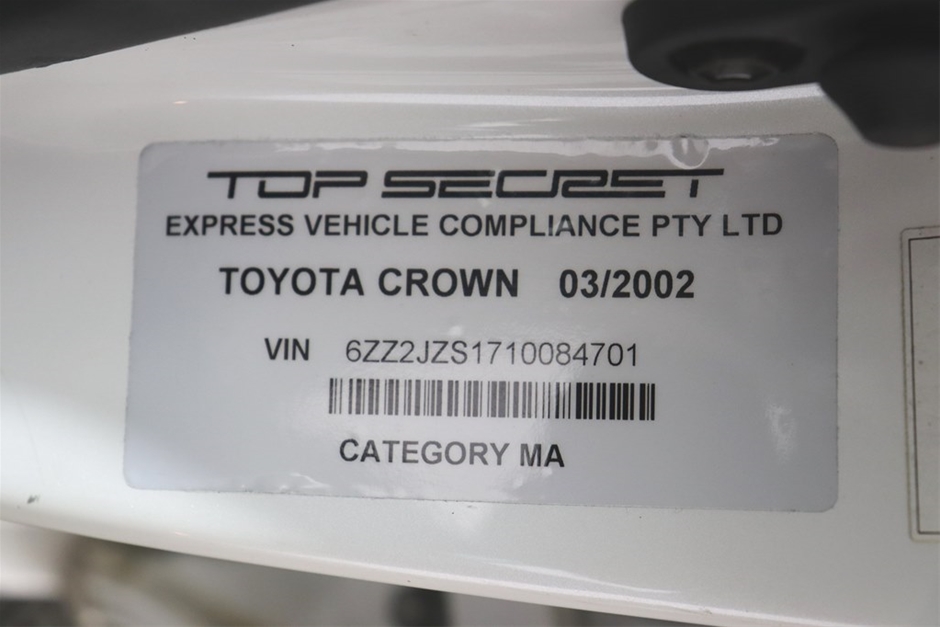 TOP SECRET
EXPRESS VEHICLE COMPLIANCE PTY LTD
TOYOTA CROWN 03/2002
VIN 6ZZ2JZS1710084701
CATEGORY MA